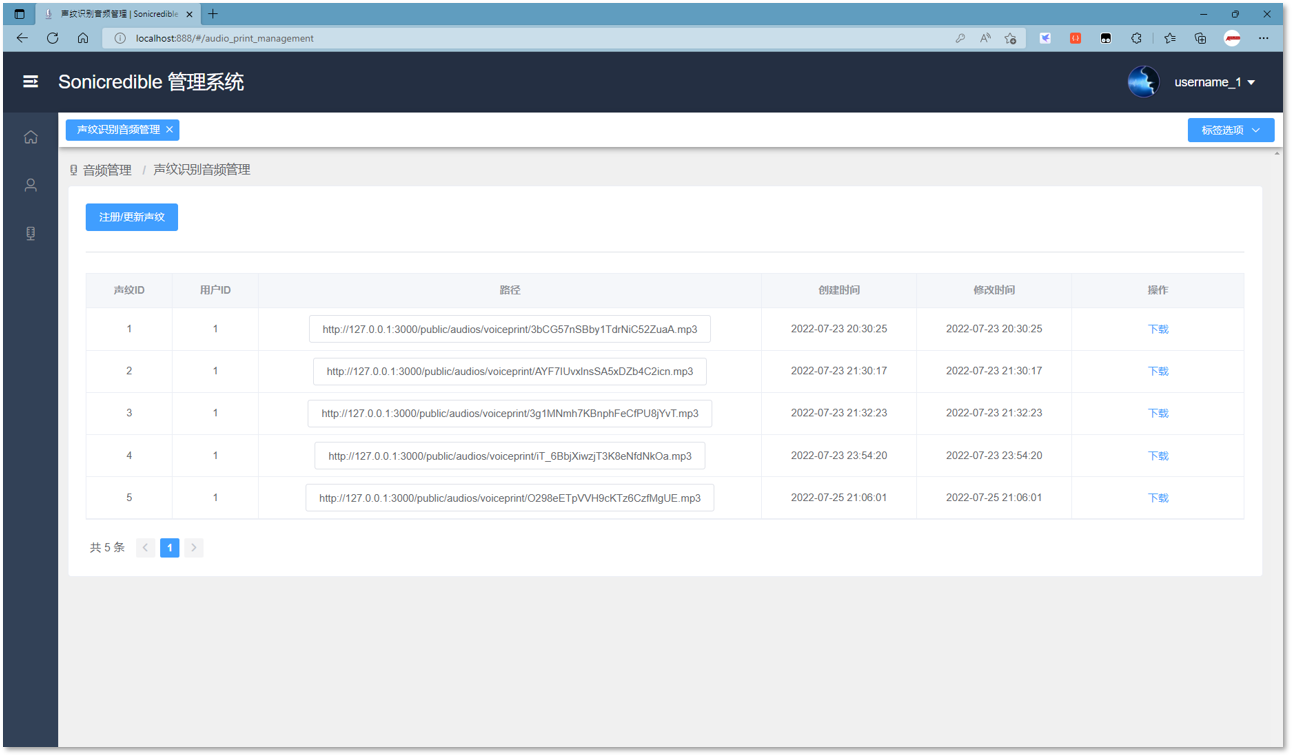 声纹识别音频管理 | Sonicredible
localhost:888/#/audio_print_management
Sonicredible 管理系统
username_1
声纹识别音频管理
标签选项
音频管理 / 声纹识别音频管理
注册/更新声纹
声纹ID 用户ID 路径 创建时间 修改时间 操作
1 1 http://127.0.0.1:3000/public/audios/voiceprint/3bCG57nSBby1TdrNiC52ZuaA.mp3 2022-07-23 20:30:25 2022-07-23 20:30:25 下载
2 1 http://127.0.0.1:3000/public/audios/voiceprint/AYF7IUvxInsSA5xDZb4C2icn.mp3 2022-07-23 21:30:17 2022-07-23 21:30:17 下载
3 1 http://127.0.0.1:3000/public/audios/voiceprint/3g1MNmh7KBnphFeCfPU8jYvT.mp3 2022-07-23 21:32:23 2022-07-23 21:32:23 下载
4 1 http://127.0.0.1:3000/public/audios/voiceprint/iT_6BbjXiwzjT3K8eNfdNkOa.mp3 2022-07-23 23:54:20 2022-07-23 23:54:20 下载
5 1 http://127.0.0.1:3000/public/audios/voiceprint/O298eETpVVH9cKTz6CzfMgUE.mp3 2022-07-25 21:06:01 2022-07-25 21:06:01 下载
共 5 条 1